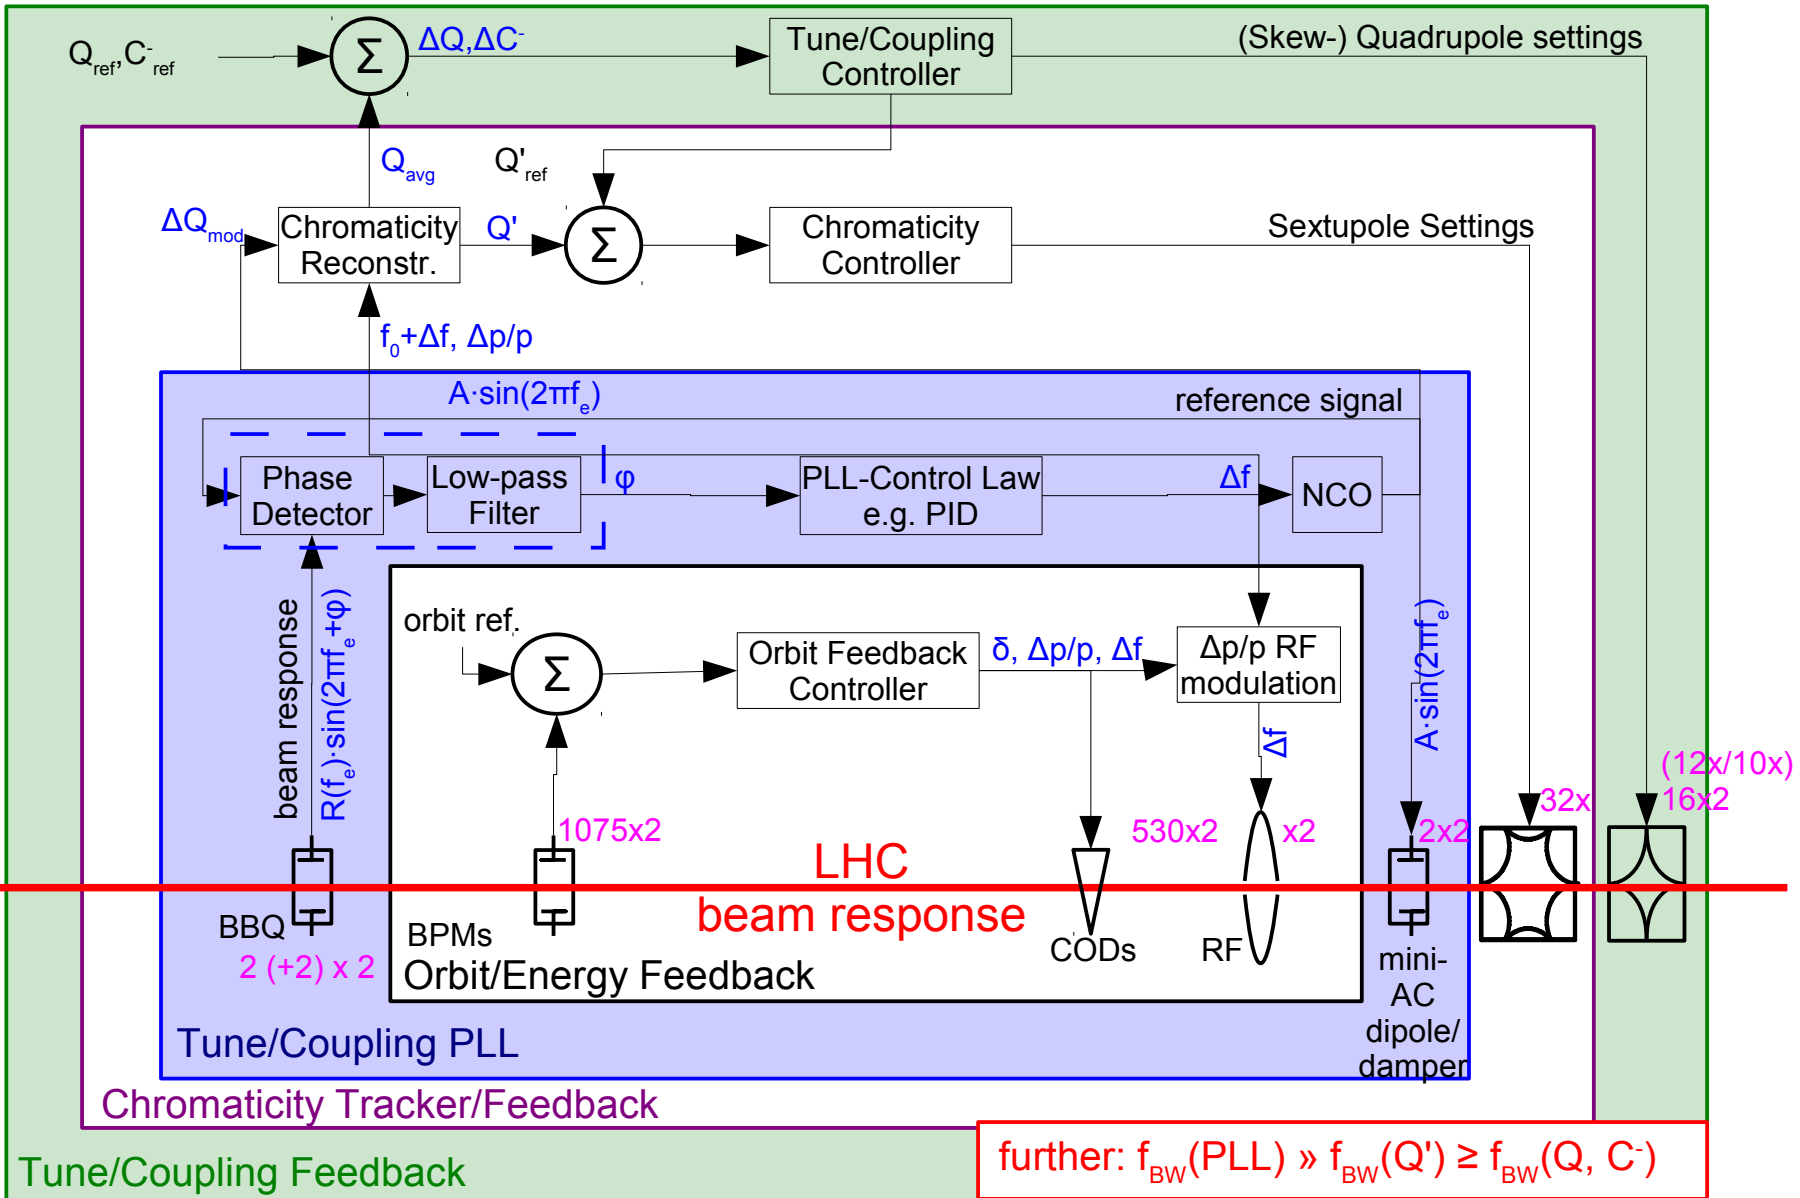 Q_ref,C⁻_ref
Σ
ΔQ,ΔC⁻
Tune/Coupling
Controller
(Skew-) Quadrupole settings
Q_avg
Q'_ref
ΔQ_mod
Chromaticity
Reconstr.
Q'
Σ
Chromaticity
Controller
Sextupole Settings
f₀+Δf, Δp/p
A·sin(2πf_e)
reference signal
Phase
Detector
Low-pass
Filter
φ
PLL-Control Law
e.g. PID
Δf
NCO
beam response
R(f_e)·sin(2πf_e+φ)
orbit ref.
Σ
Orbit Feedback
Controller
δ, Δp/p, Δf
Δp/p RF
modulation
Δf
A·sin(2πf_e)
(12x/10x)
16x2
32x
1075x2
530x2
x2
2x2
LHC
beam response
BBQ
2 (+2) x 2
BPMs
CODs
RF
mini-
AC
dipole/
damper
Orbit/Energy Feedback
Tune/Coupling PLL
Chromaticity Tracker/Feedback
Tune/Coupling Feedback
further: f_BW(PLL) » f_BW(Q') ≥ f_BW(Q, C⁻)